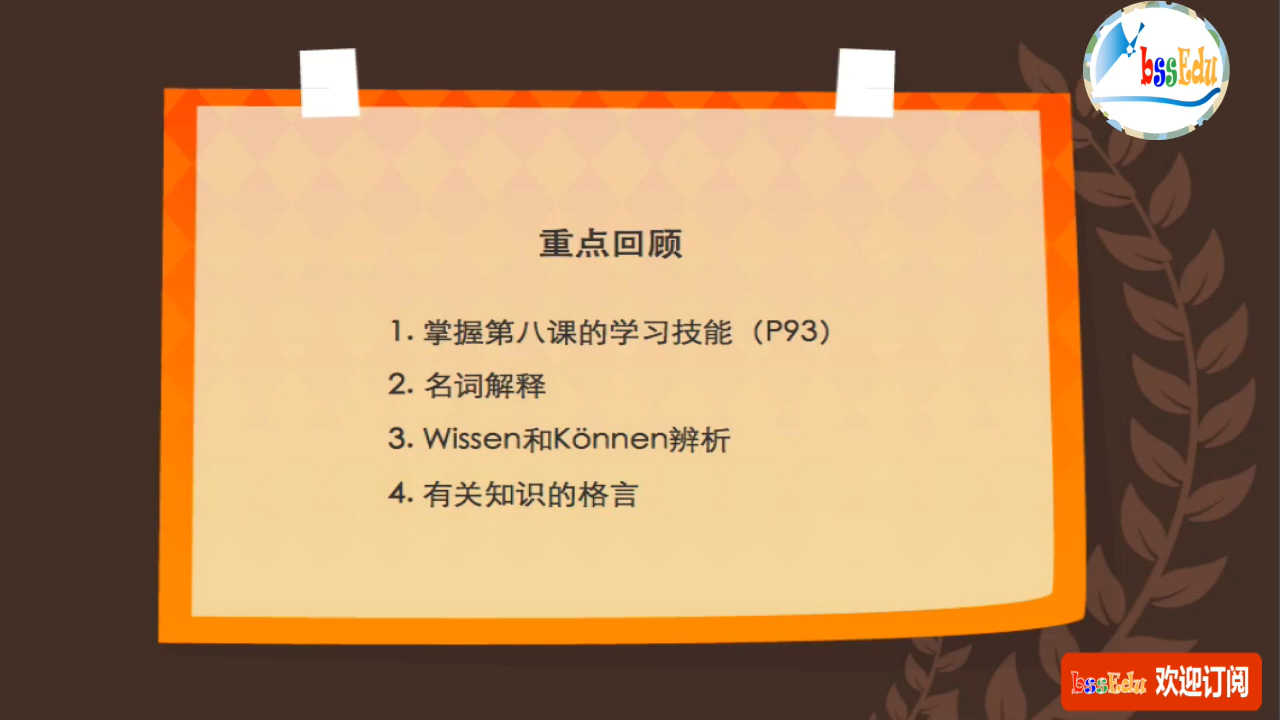 bssEdu
重点回顾
1. 掌握第八课的学习技能（P93）
2. 名词解释
3. Wissen和Können辨析
4. 有关知识的格言
bssEdu 欢迎订阅